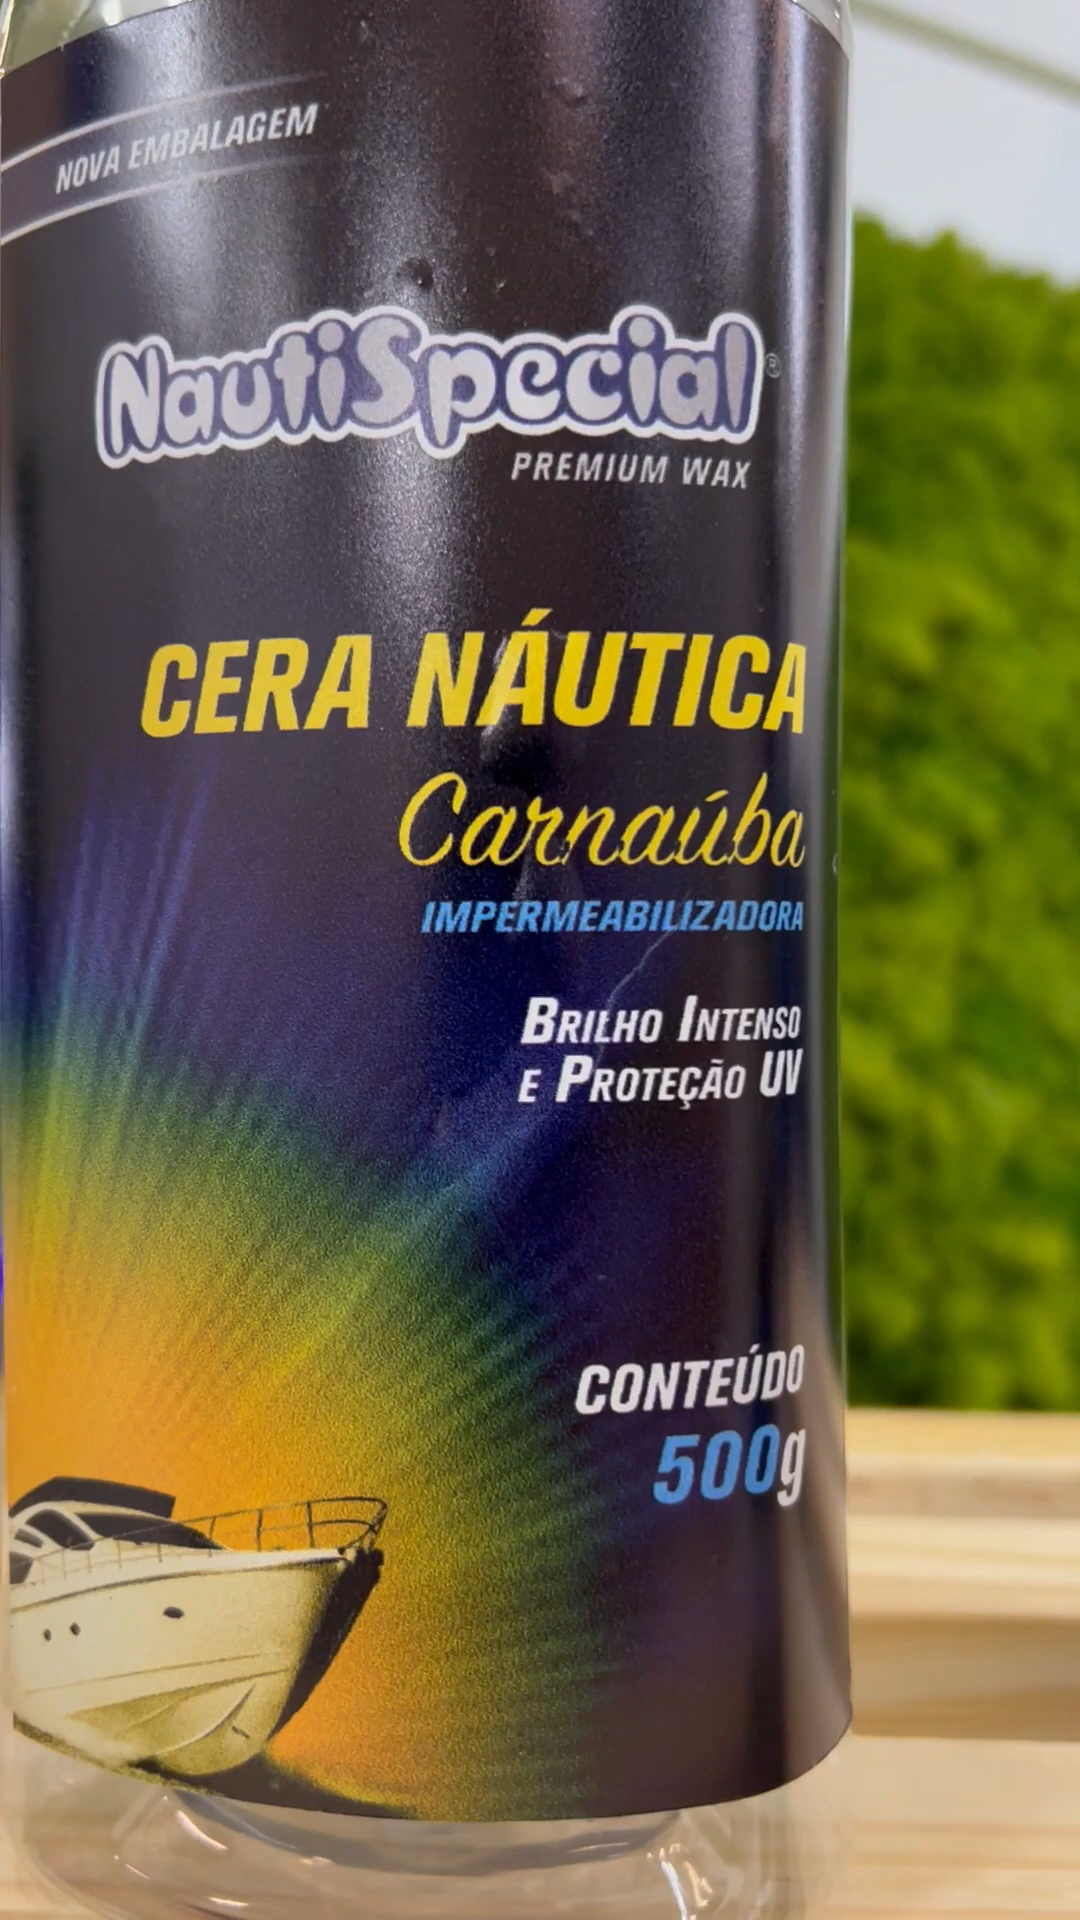 NOVA EMBALAGEM
NautiSpecial®
PREMIUM WAX
CERA NÁUTICA
Carnaúba
IMPERMEABILIZADORA
BRILHO INTENSO
E PROTEÇÃO UV
CONTEÚDO
500g